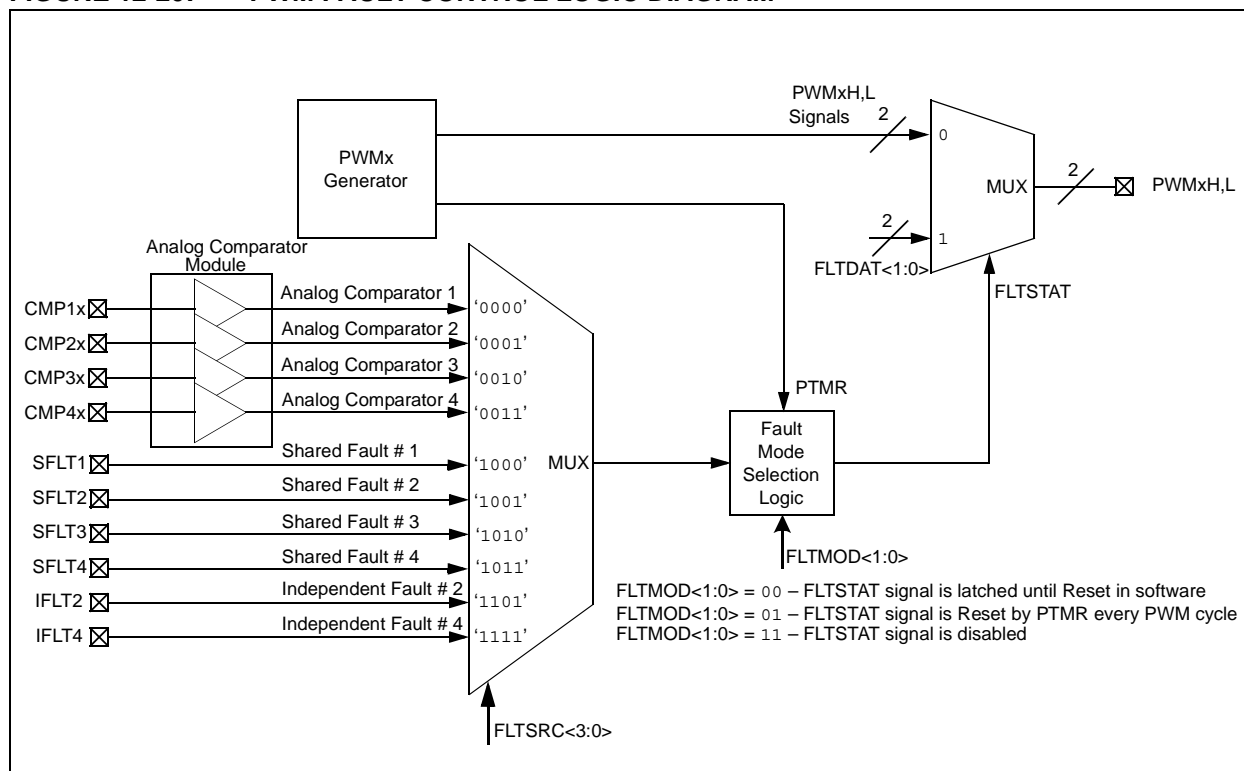 PWMxH,L
Signals
2
0
PWMx
Generator
MUX
2
PWMxH,L
2
1
FLTDAT<1:0>
FLTSTAT
Analog Comparator
Module
CMP1x
Analog Comparator 1
'0000'
CMP2x
Analog Comparator 2
'0001'
CMP3x
Analog Comparator 3
'0010'
CMP4x
Analog Comparator 4
'0011'
PTMR
Fault
Mode
Selection
Logic
SFLT1
Shared Fault # 1
'1000'
MUX
SFLT2
Shared Fault # 2
'1001'
SFLT3
Shared Fault # 3
'1010'
SFLT4
Shared Fault # 4
'1011'
IFLT2
Independent Fault # 2
'1101'
IFLT4
Independent Fault # 4
'1111'
FLTMOD<1:0>
FLTMOD<1:0> = 00 – FLTSTAT signal is latched until Reset in software
FLTMOD<1:0> = 01 – FLTSTAT signal is Reset by PTMR every PWM cycle
FLTMOD<1:0> = 11 – FLTSTAT signal is disabled
FLTSRC<3:0>